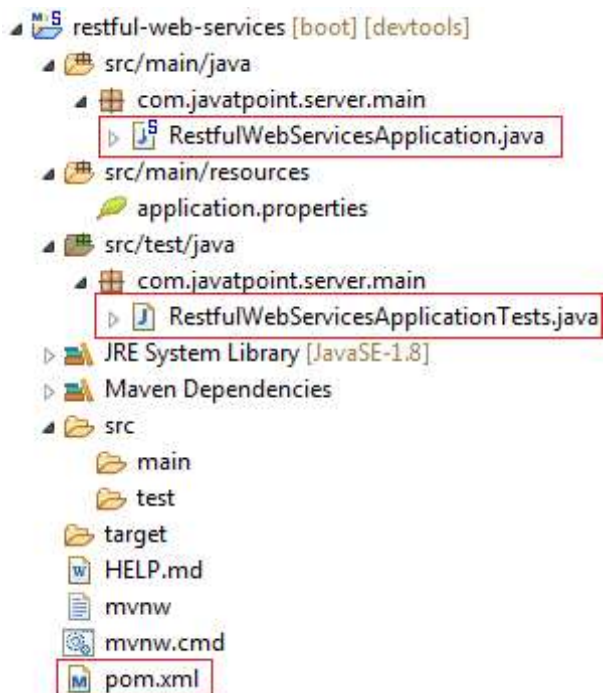 restful-web-services [boot] [devtools]
src/main/java
com.javatpoint.server.main
RestfulWebServicesApplication.java
src/main/resources
application.properties
src/test/java
com.javatpoint.server.main
RestfulWebServicesApplicationTests.java
JRE System Library [JavaSE-1.8]
Maven Dependencies
src
main
test
target
HELP.md
mvnw
mvnw.cmd
pom.xml